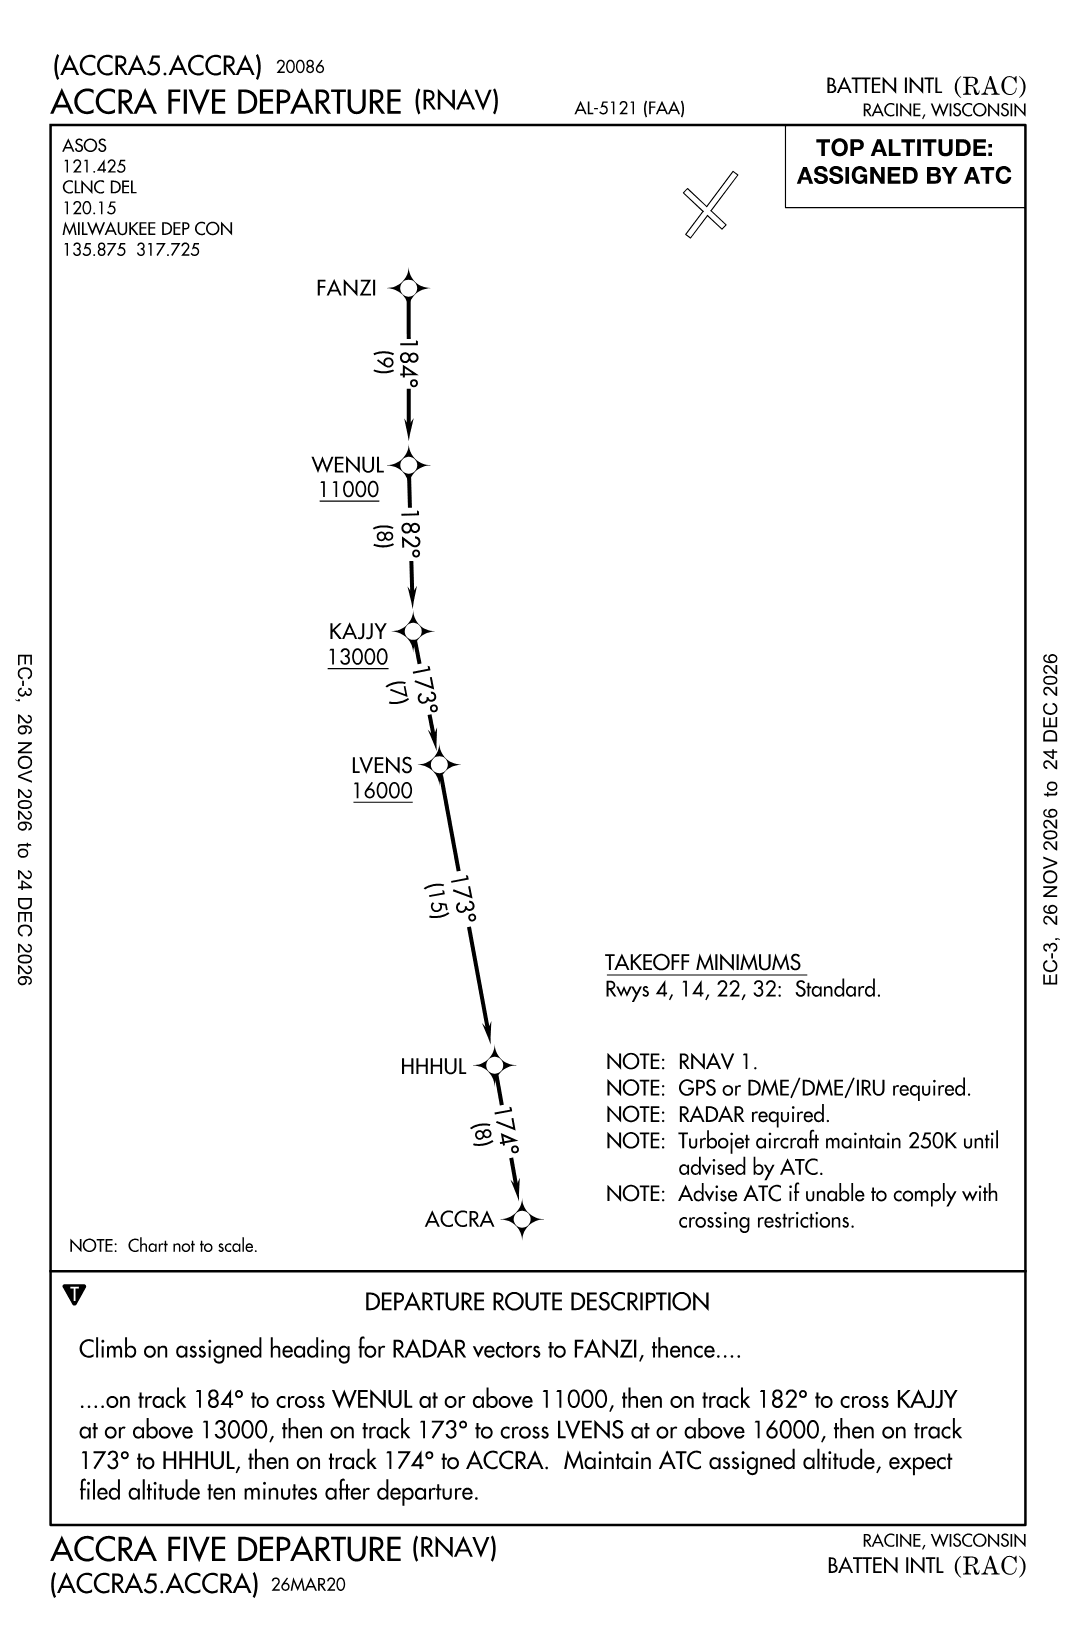 (ACCRA5.ACCRA) 20086
ACCRA FIVE DEPARTURE (RNAV)
AL-5121 (FAA)
BATTEN INTL (RAC)
RACINE, WISCONSIN
ASOS
121.425
CLNC DEL
120.15
MILWAUKEE DEP CON
135.875 317.725
TOP ALTITUDE:
ASSIGNED BY ATC
FANZI
184°
(9)
WENUL
11000
182°
(8)
KAJJY
13000
173°
(7)
LVENS
16000
173°
(15)
HHHUL
174°
(8)
ACCRA
EC-3, 26 NOV 2026 to 24 DEC 2026
EC-3, 26 NOV 2026 to 24 DEC 2026
TAKEOFF MINIMUMS
Rwys 4, 14, 22, 32: Standard.
NOTE: RNAV 1.
NOTE: GPS or DME/DME/IRU required.
NOTE: RADAR required.
NOTE: Turbojet aircraft maintain 250K until
advised by ATC.
NOTE: Advise ATC if unable to comply with
crossing restrictions.
NOTE: Chart not to scale.
T
DEPARTURE ROUTE DESCRIPTION
Climb on assigned heading for RADAR vectors to FANZI, thence....
....on track 184° to cross WENUL at or above 11000, then on track 182° to cross KAJJY
at or above 13000, then on track 173° to cross LVENS at or above 16000, then on track
173° to HHHUL, then on track 174° to ACCRA. Maintain ATC assigned altitude, expect
filed altitude ten minutes after departure.
ACCRA FIVE DEPARTURE (RNAV)
(ACCRA5.ACCRA) 26MAR20
RACINE, WISCONSIN
BATTEN INTL (RAC)